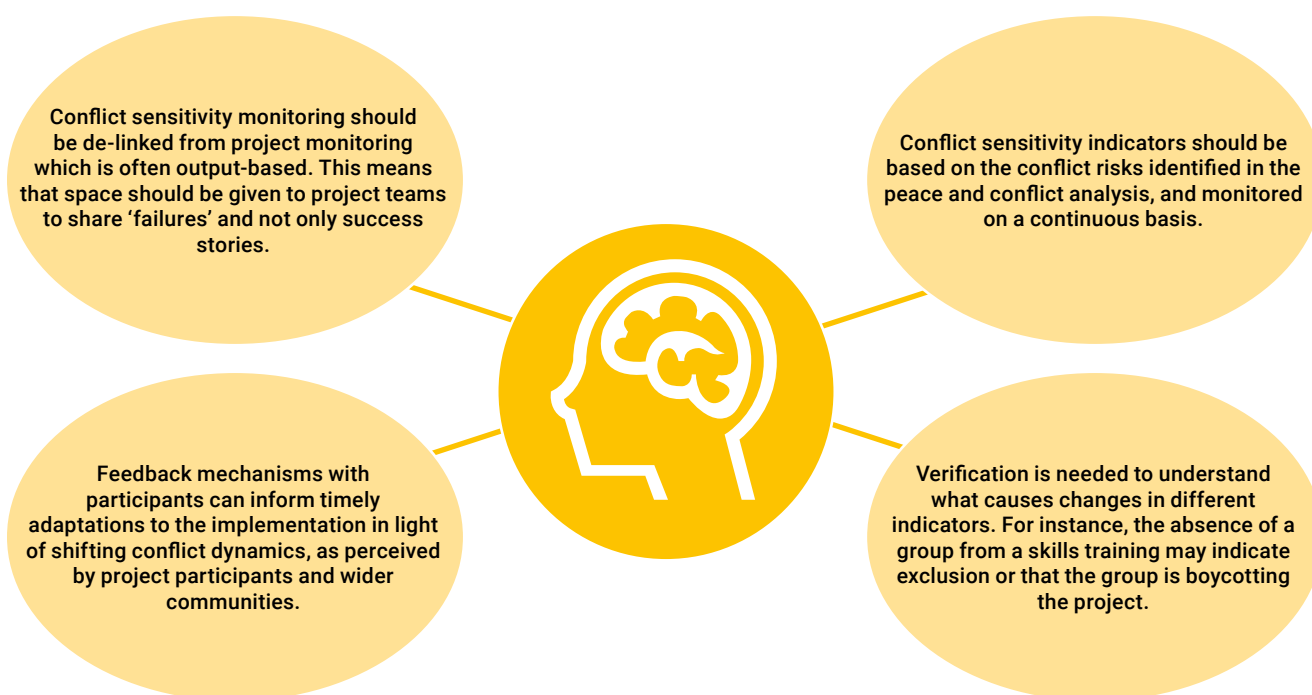 Conflict sensitivity monitoring should
be de-linked from project monitoring
which is often output-based. This means
that space should be given to project teams
to share ‘failures’ and not only success
stories.
Conflict sensitivity indicators should be
based on the conflict risks identified in the
peace and conflict analysis, and monitored
on a continuous basis.
Feedback mechanisms with
participants can inform timely
adaptations to the implementation in light
of shifting conflict dynamics, as perceived
by project participants and wider
communities.
Verification is needed to understand
what causes changes in different
indicators. For instance, the absence of a
group from a skills training may indicate
exclusion or that the group is boycotting
the project.